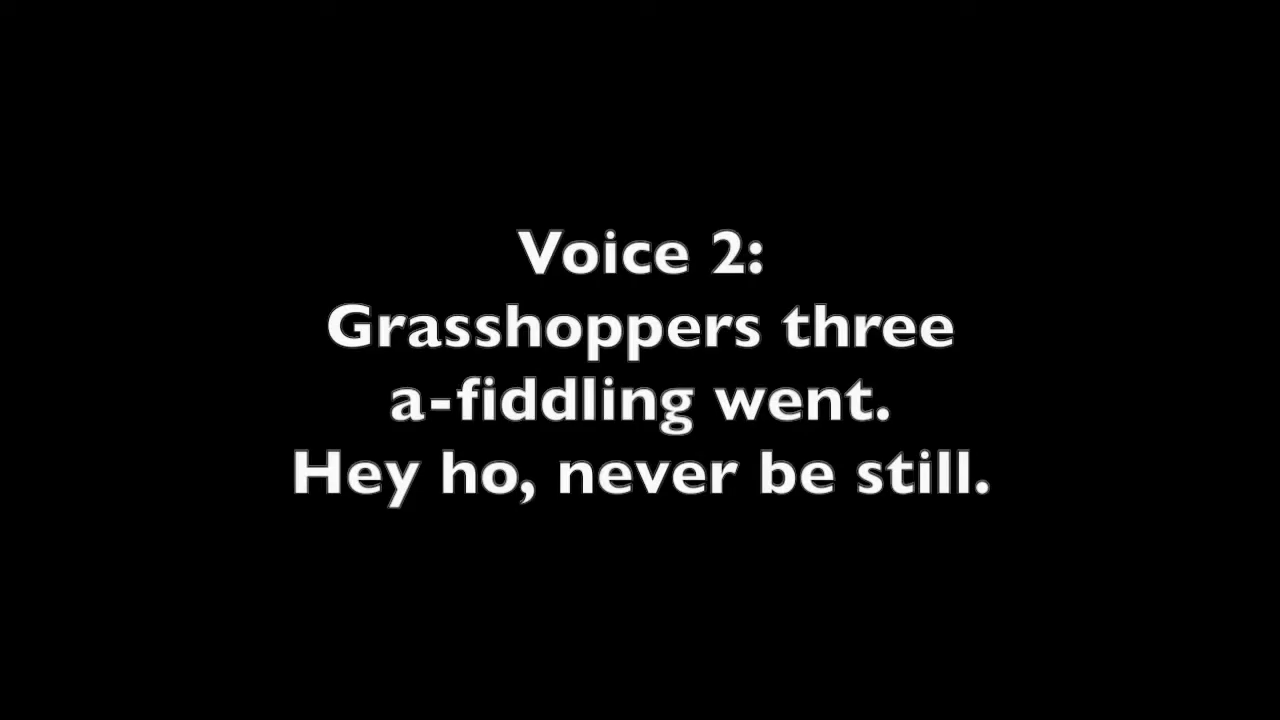 Voice 2:
Grasshoppers three
a-fiddling went.
Hey ho, never be still.